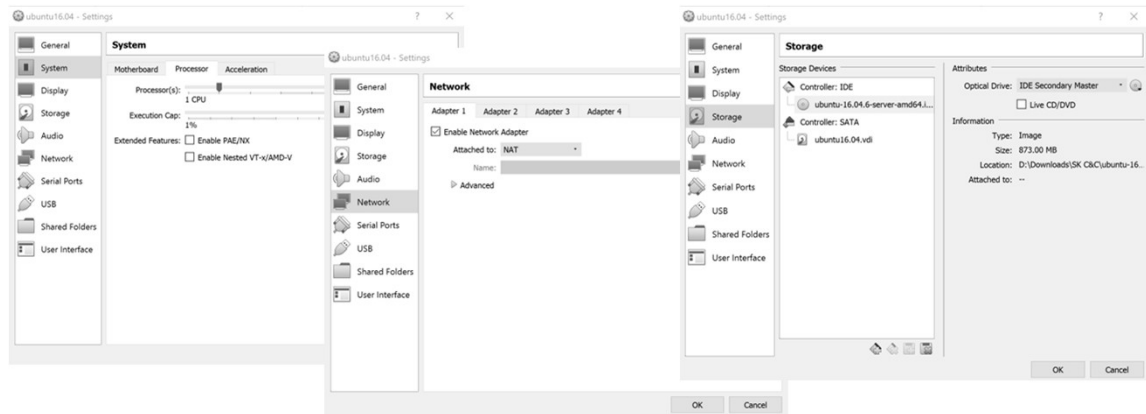 ubuntu16.04 - Settings
? ×
General
System
Display
Storage
Audio
Network
Serial Ports
USB
Shared Folders
User Interface
System
Motherboard Processor Acceleration
Processor(s):
1 CPU
Execution Cap:
1%
Extended Features: Enable PAE/NX
Enable Nested VT-x/AMD-V
ubuntu16.04 - Settings
General
System
Display
Storage
Audio
Network
Serial Ports
USB
Shared Folders
User Interface
Network
Adapter 1 Adapter 2 Adapter 3 Adapter 4
Enable Network Adapter
Attached to: NAT
Name:
Advanced
OK Cancel
ubuntu16.04 - Settings
? ×
General
System
Display
Storage
Audio
Network
Serial Ports
USB
Shared Folders
User Interface
Storage
Storage Devices
Controller: IDE
ubuntu-16.04.6-server-amd64.i...
Controller: SATA
ubuntu16.04.vdi
Attributes
Optical Drive: IDE Secondary Master
Live CD/DVD
Information
Type: Image
Size: 873.00 MB
Location: D:\Downloads\SK C&C\ubuntu-16...
Attached to: --
OK Cancel